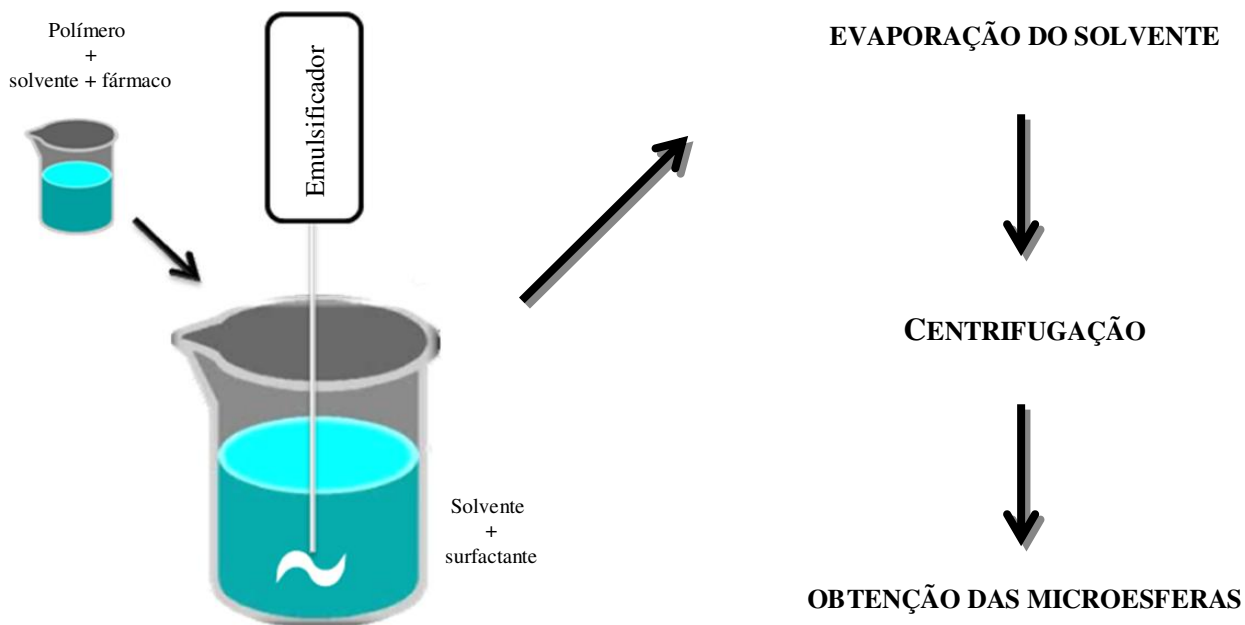 Polímero
+
solvente + fármaco
Emulsificador
Solvente
+
surfactante
EVAPORAÇÃO DO SOLVENTE
CENTRIFUGAÇÃO
OBTENÇÃO DAS MICROESFERAS